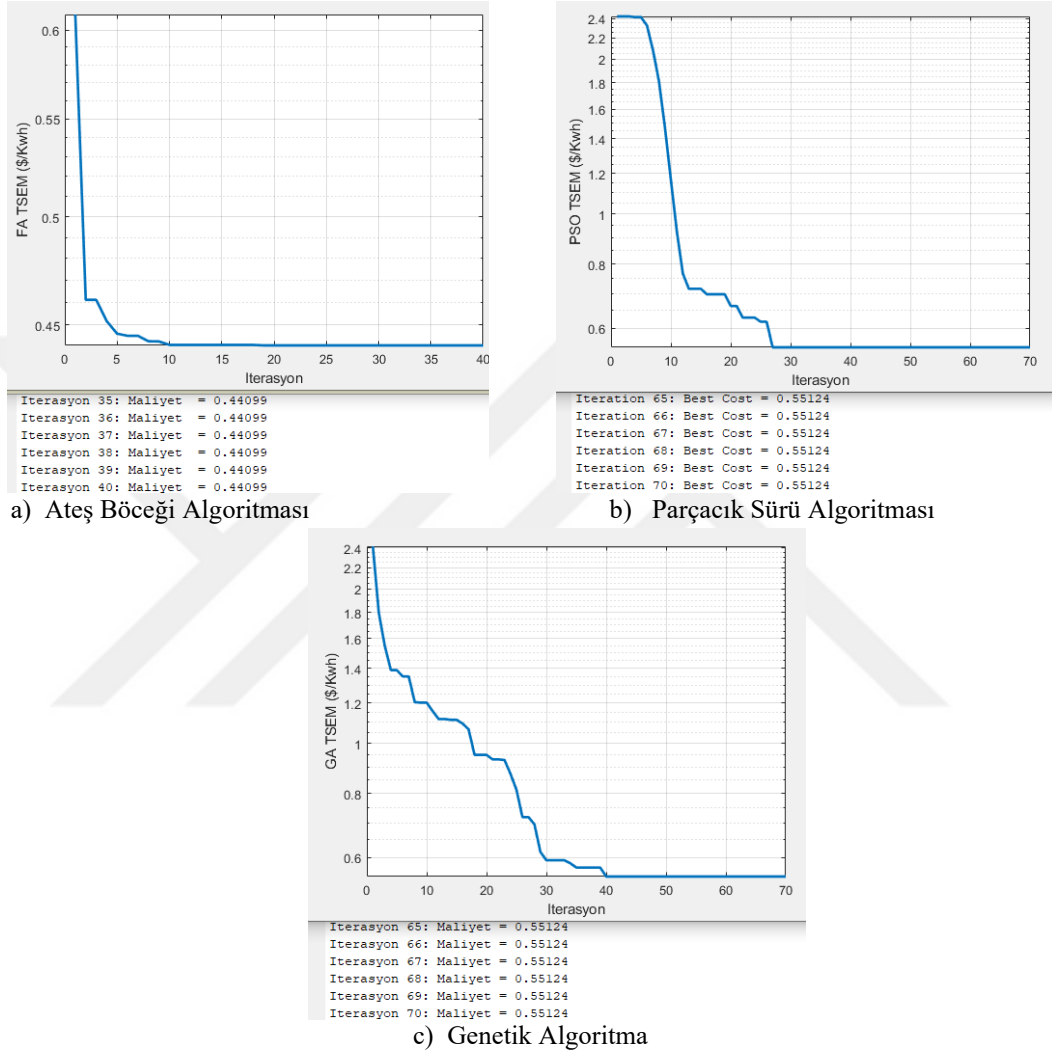 0.6
0.55
0.5
0.45
FA TSEM ($/Kwh)
0 5 10 15 20 25 30 35 40
Iterasyon
Iterasyon 35: Maliyet  = 0.44099
Iterasyon 36: Maliyet  = 0.44099
Iterasyon 37: Maliyet  = 0.44099
Iterasyon 38: Maliyet  = 0.44099
Iterasyon 39: Maliyet  = 0.44099
Iterasyon 40: Maliyet  = 0.44099
a) Ateş Böceği Algoritması
2.4
2.2
2
1.8
1.6
1.4
1.2
1
0.8
0.6
PSO TSEM ($/Kwh)
0 10 20 30 40 50 60 70
Iterasyon
Iteration 65: Best Cost = 0.55124
Iteration 66: Best Cost = 0.55124
Iteration 67: Best Cost = 0.55124
Iteration 68: Best Cost = 0.55124
Iteration 69: Best Cost = 0.55124
Iteration 70: Best Cost = 0.55124
b) Parçacık Sürü Algoritması
2.4
2.2
2
1.8
1.6
1.4
1.2
1
0.8
0.6
GA TSEM ($/Kwh)
0 10 20 30 40 50 60 70
Iterasyon
Iterasyon 65: Maliyet = 0.55124
Iterasyon 66: Maliyet = 0.55124
Iterasyon 67: Maliyet = 0.55124
Iterasyon 68: Maliyet = 0.55124
Iterasyon 69: Maliyet = 0.55124
Iterasyon 70: Maliyet = 0.55124
c) Genetik Algoritma